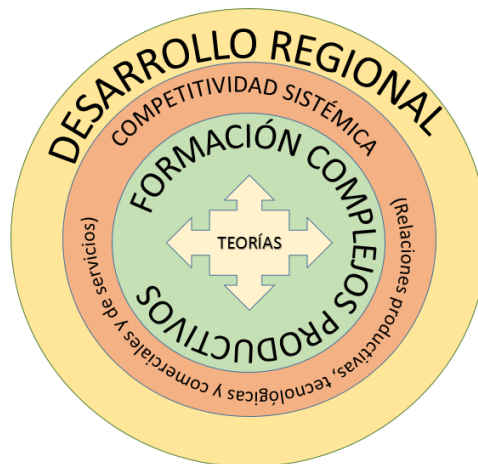 DESARROLLO REGIONAL
COMPETITIVIDAD SISTÉMICA
(Relaciones productivas, tecnológicas y comerciales y de servicios)
FORMACIÓN COMPLEJOS PRODUCTIVOS
TEORÍAS